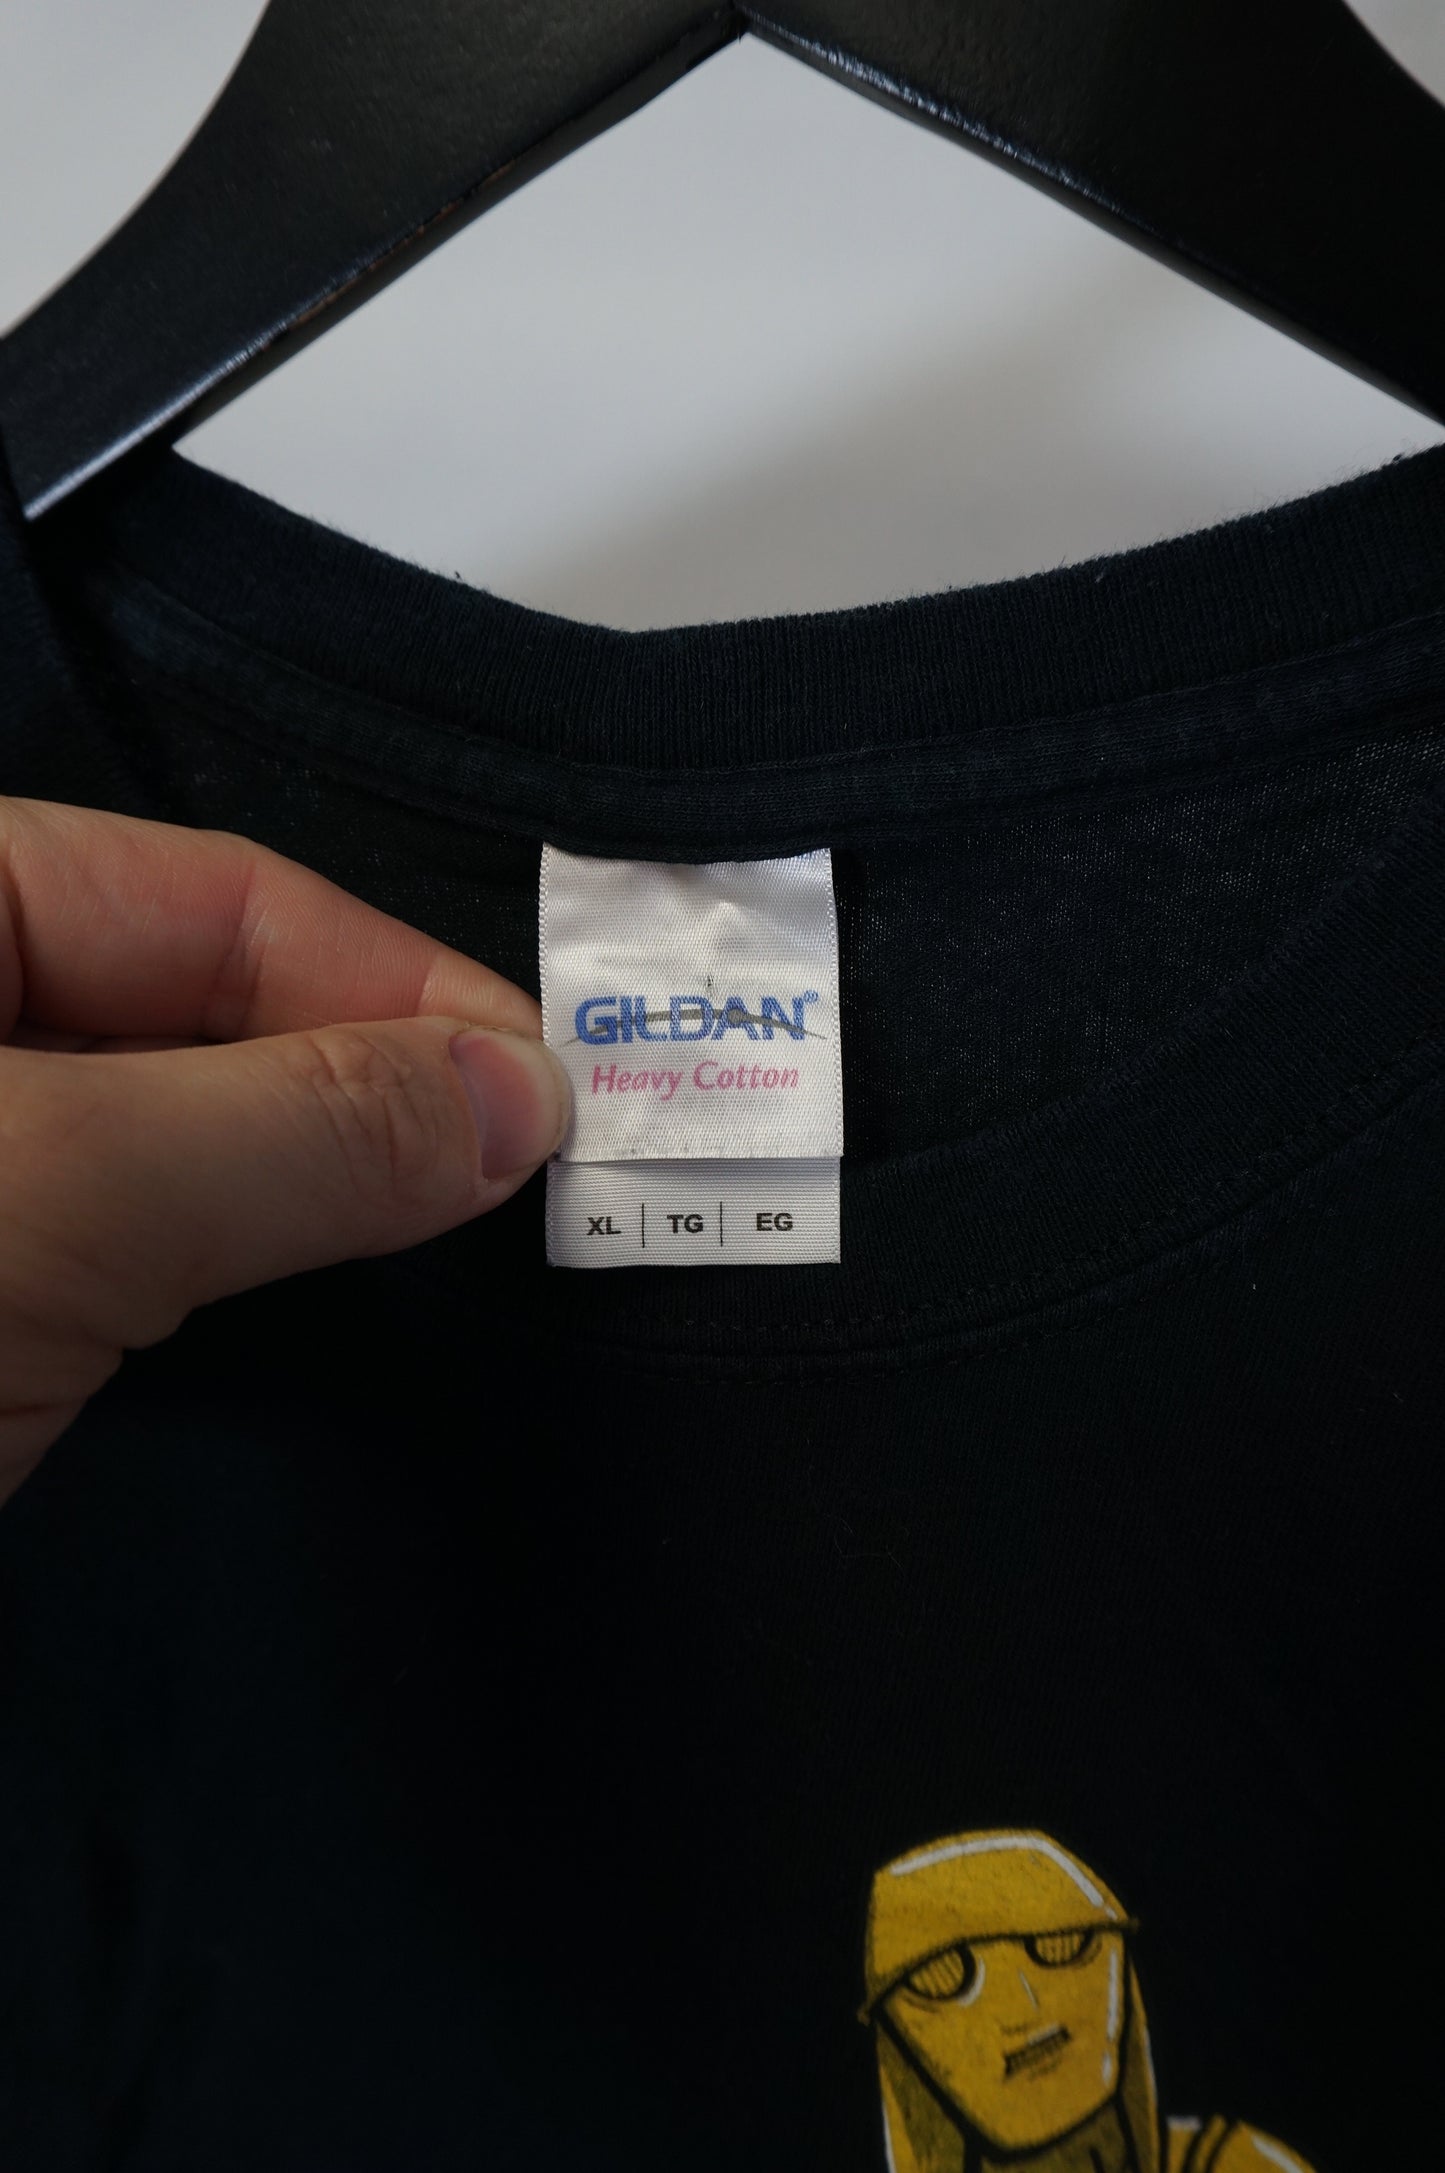 GILDAN®
Heavy Cotton
XL | TG | EG